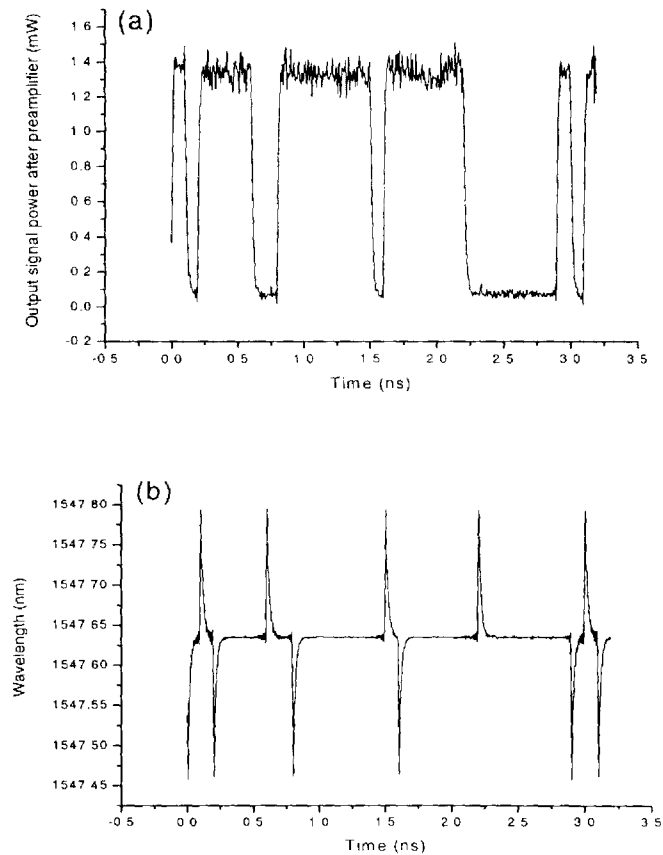 (a)
Output signal power after preamplifier (mW)
1.6
1.4
1.2
1.0
0.8
0.6
0.4
0.2
0.0
-0.2
-0.5 0.0 0.5 1.0 1.5 2.0 2.5 3.0 3.5
Time (ns)
(b)
Wavelength (nm)
1547.80
1547.75
1547.70
1547.65
1547.60
1547.55
1547.50
1547.45
-0.5 0.0 0.5 1.0 1.5 2.0 2.5 3.0 3.5
Time (ns)